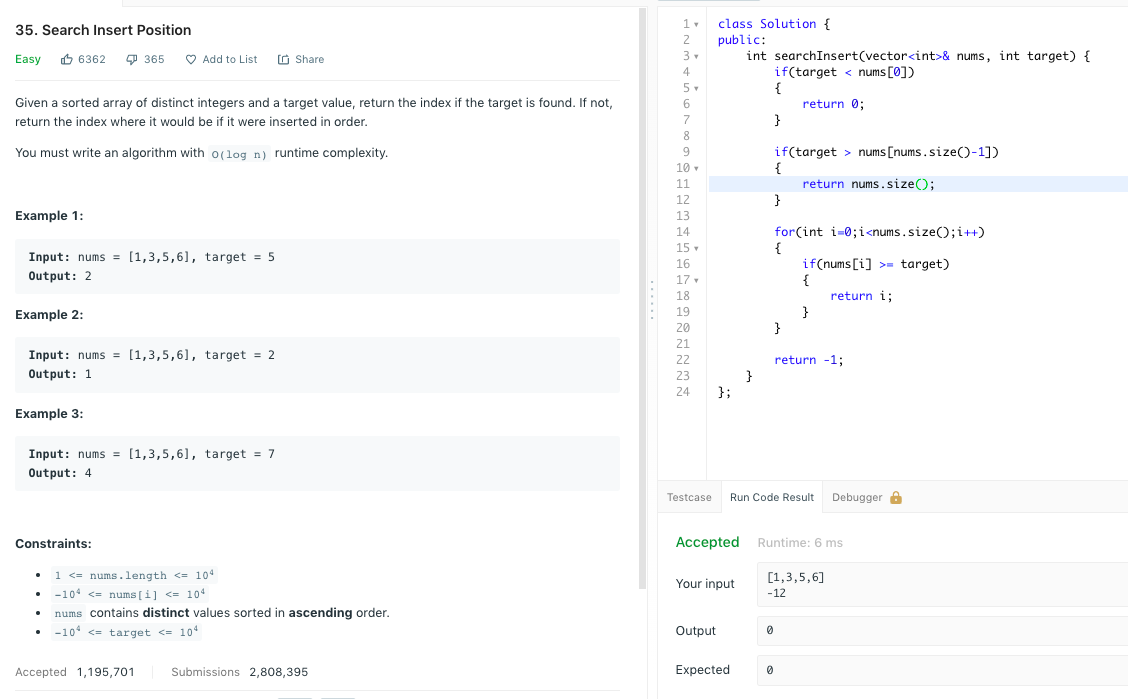 35. Search Insert Position
Easy 6362 365 Add to List Share
Given a sorted array of distinct integers and a target value, return the index if the target is found. If not,
return the index where it would be if it were inserted in order.
You must write an algorithm with O(log n) runtime complexity.
Example 1:
Input: nums = [1,3,5,6], target = 5
Output: 2
Example 2:
Input: nums = [1,3,5,6], target = 2
Output: 1
Example 3:
Input: nums = [1,3,5,6], target = 7
Output: 4
Constraints:
• 1 <= nums.length <= 10⁴
• -10⁴ <= nums[i] <= 10⁴
• nums contains distinct values sorted in ascending order.
• -10⁴ <= target <= 10⁴
Accepted 1,195,701 Submissions 2,808,395
1 class Solution {
2 public:
3     int searchInsert(vector<int>& nums, int target) {
4         if(target < nums[0])
5         {
6             return 0;
7         }
8
9         if(target > nums[nums.size()-1])
10         {
11             return nums.size();
12         }
13
14         for(int i=0;i<nums.size();i++)
15         {
16             if(nums[i] >= target)
17             {
18                 return i;
19             }
20         }
21
22         return -1;
23     }
24 };
Testcase Run Code Result Debugger
Accepted Runtime: 6 ms
Your input
[1,3,5,6]
-12
Output 0
Expected 0